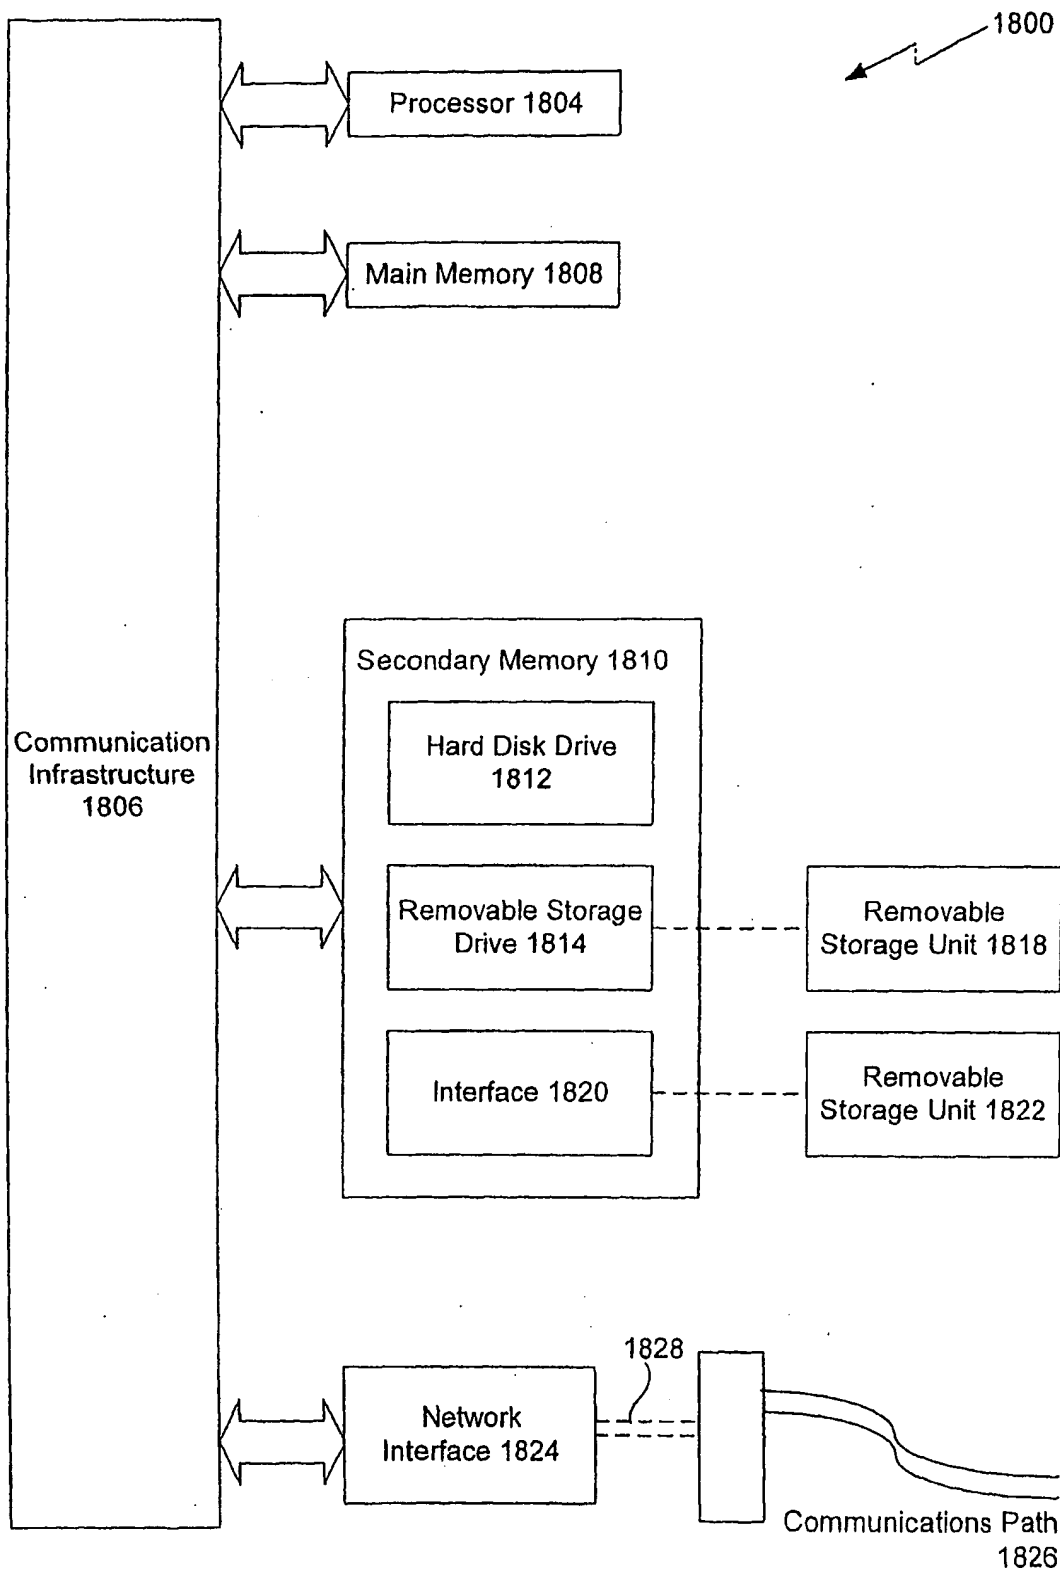 1800
Processor 1804
Main Memory 1808
Secondary Memory 1810
Hard Disk Drive
1812
Communication
Infrastructure
1806
Removable Storage
Drive 1814
Removable
Storage Unit 1818
Interface 1820
Removable
Storage Unit 1822
1828
Network
Interface 1824
Communications Path
1826